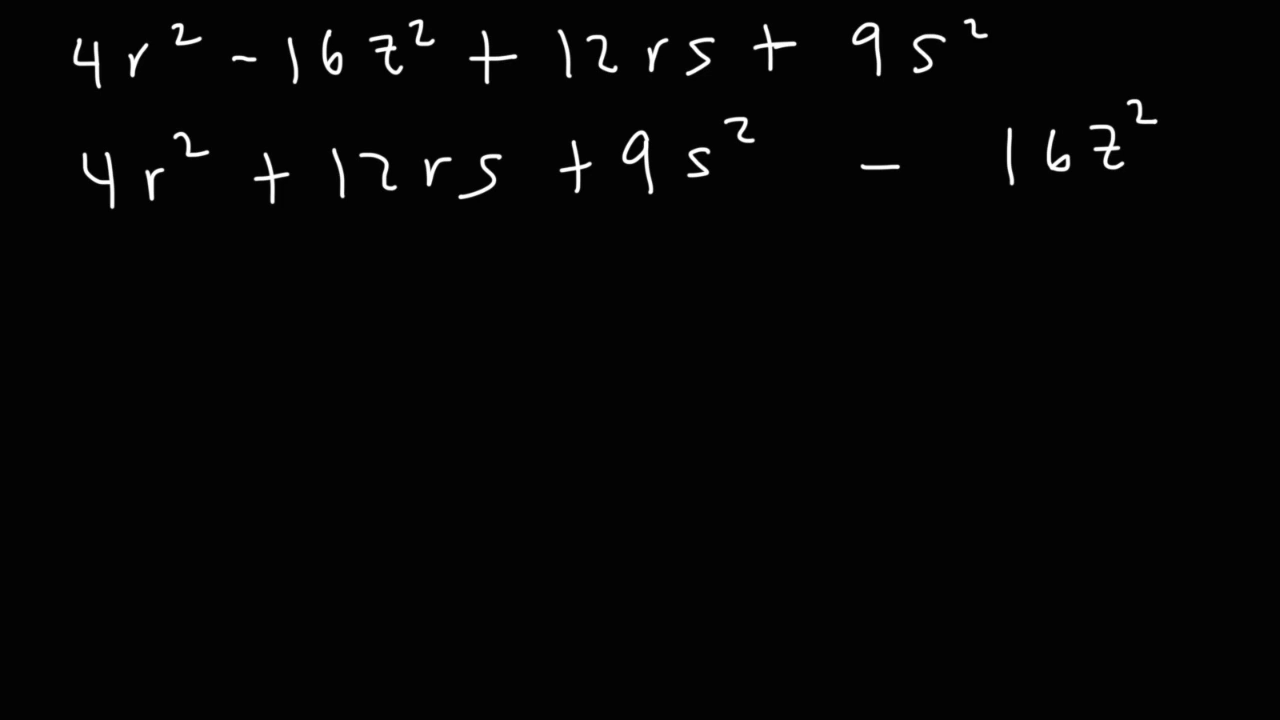 4r² - 16z² + 12rs + 9s²
4r² + 12rs + 9s² - 16z²